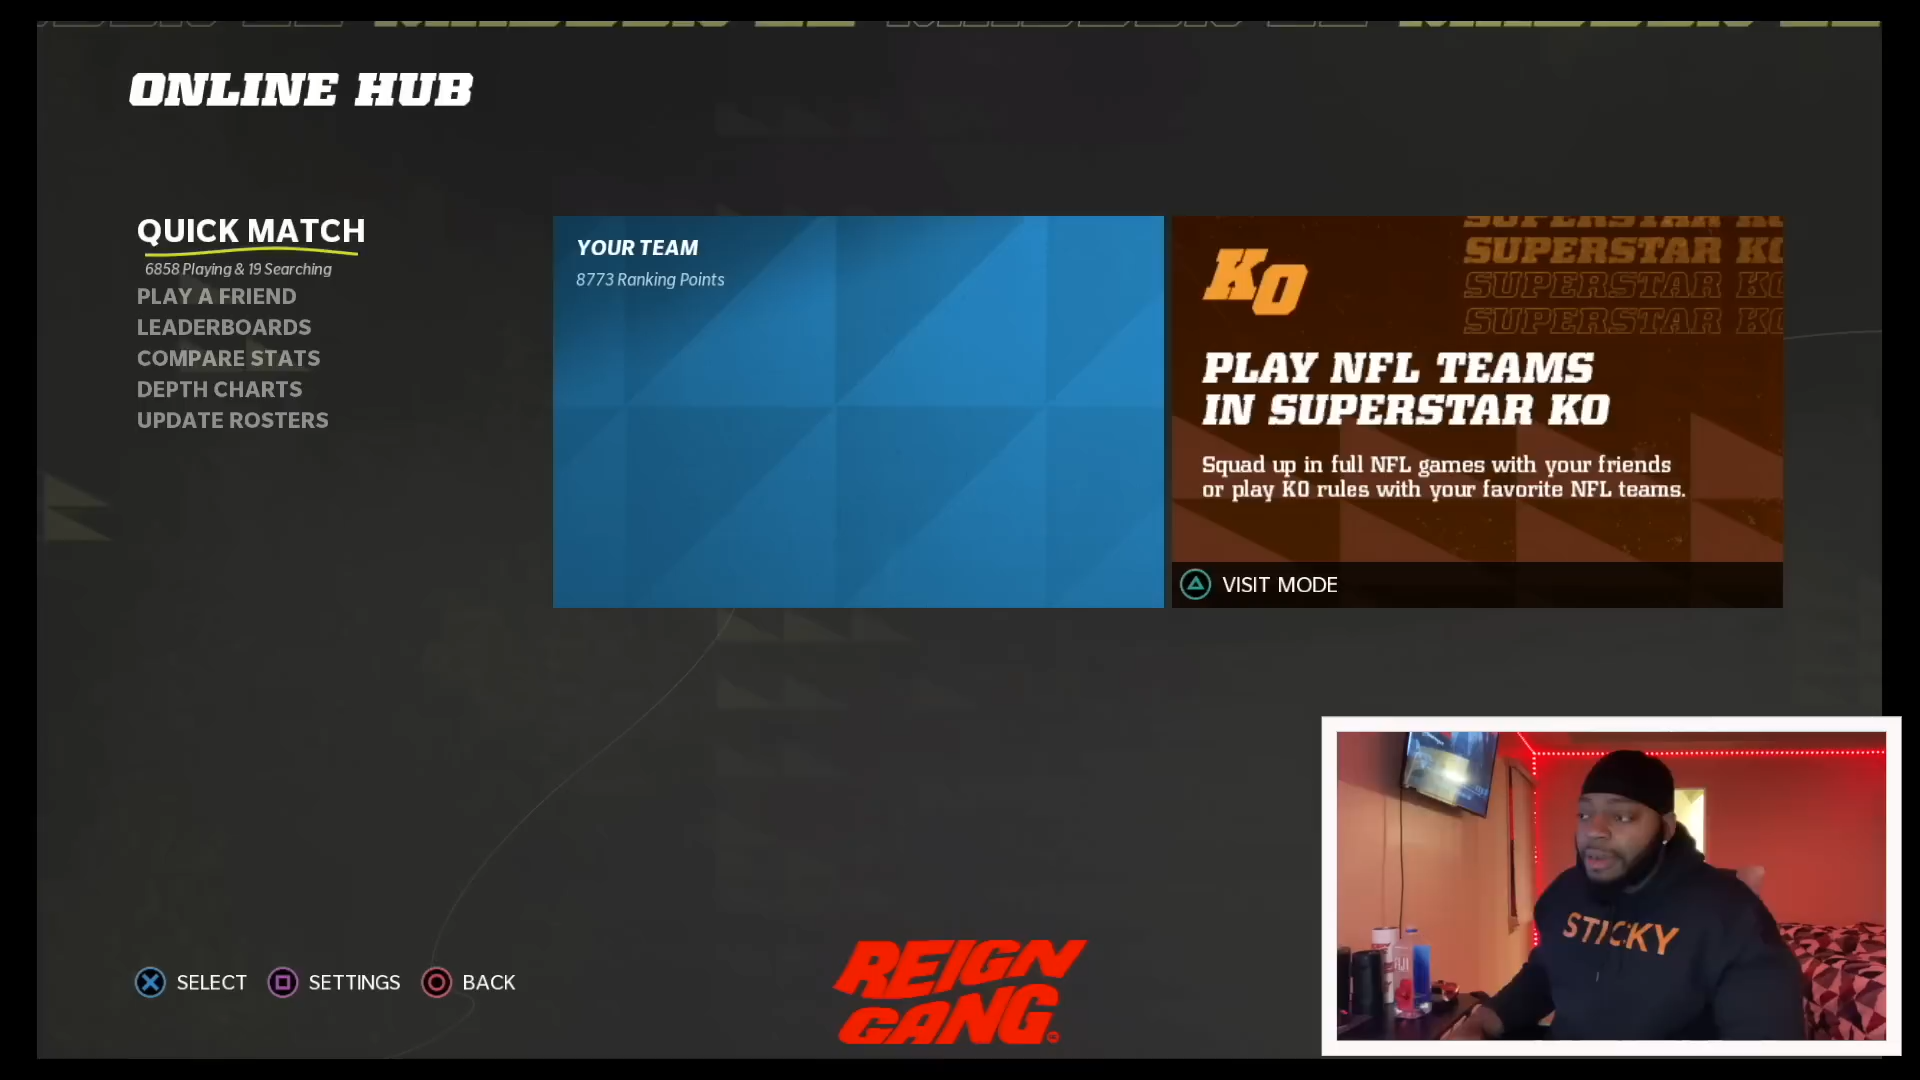 ONLINE HUB
QUICK MATCH
6858 Playing & 19 Searching
PLAY A FRIEND
LEADERBOARDS
COMPARE STATS
DEPTH CHARTS
UPDATE ROSTERS
YOUR TEAM
8773 Ranking Points
SUPERSTAR KO
SUPERSTAR KO
SUPERSTAR KO
SUPERSTAR KO
KO
PLAY NFL TEAMS
IN SUPERSTAR KO
Squad up in full NFL games with your friends
or play KO rules with your favorite NFL teams.
VISIT MODE
SELECT
SETTINGS
BACK
REIGN
GANG
STICKY
FIJI